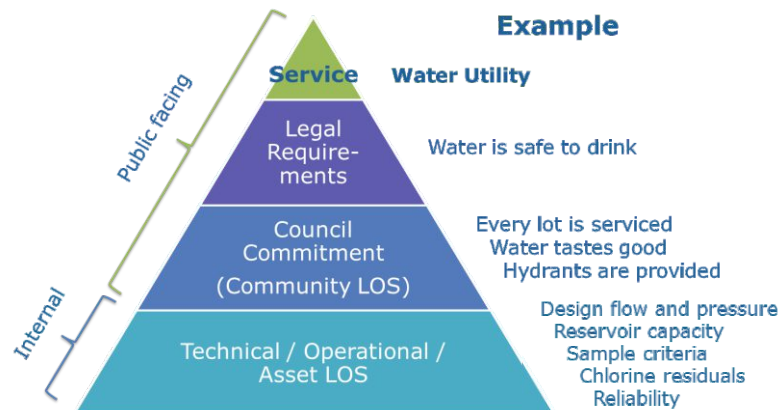 Example
Service
Water Utility
Public facing
Legal
Require-
ments
Water is safe to drink
Council
Commitment
(Community LOS)
Every lot is serviced
Water tastes good
Hydrants are provided
Internal
Technical / Operational /
Asset LOS
Design flow and pressure
Reservoir capacity
Sample criteria
Chlorine residuals
Reliability